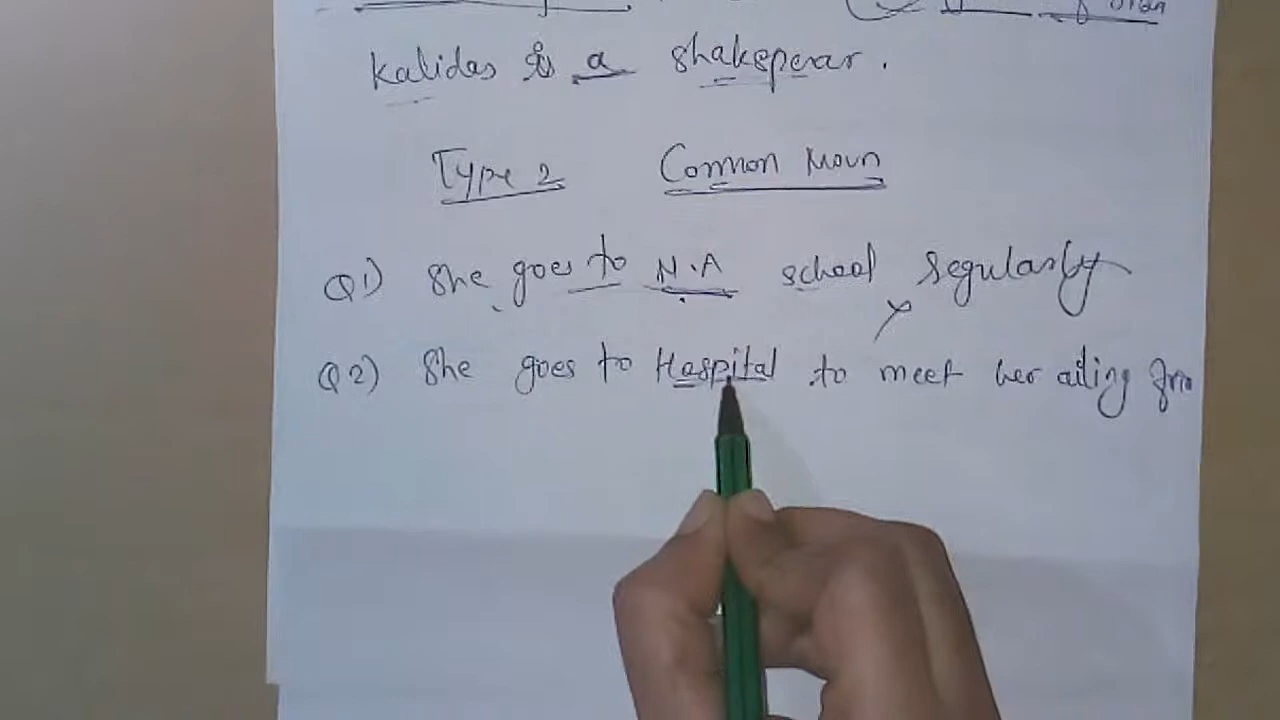 Kalidas is a shakepear.
Type 2 Common Noun
Q1) She goes to N.A school regularly
Q2) She goes to Hospital to meet her ailing frie